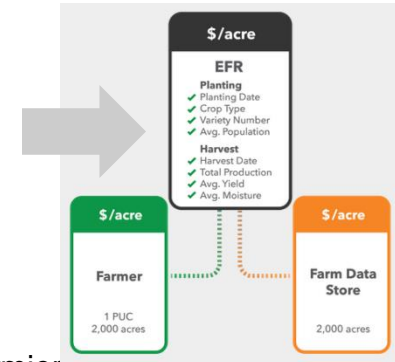 $/acre
EFR
Planting
✓ Planting Date
✓ Crop Type
✓ Variety Number
✓ Avg. Population
Harvest
✓ Harvest Date
✓ Total Production
✓ Avg. Yield
✓ Avg. Moisture
$/acre
Farmer
1 PUC
2,000 acres
$/acre
Farm Data
Store
2,000 acres